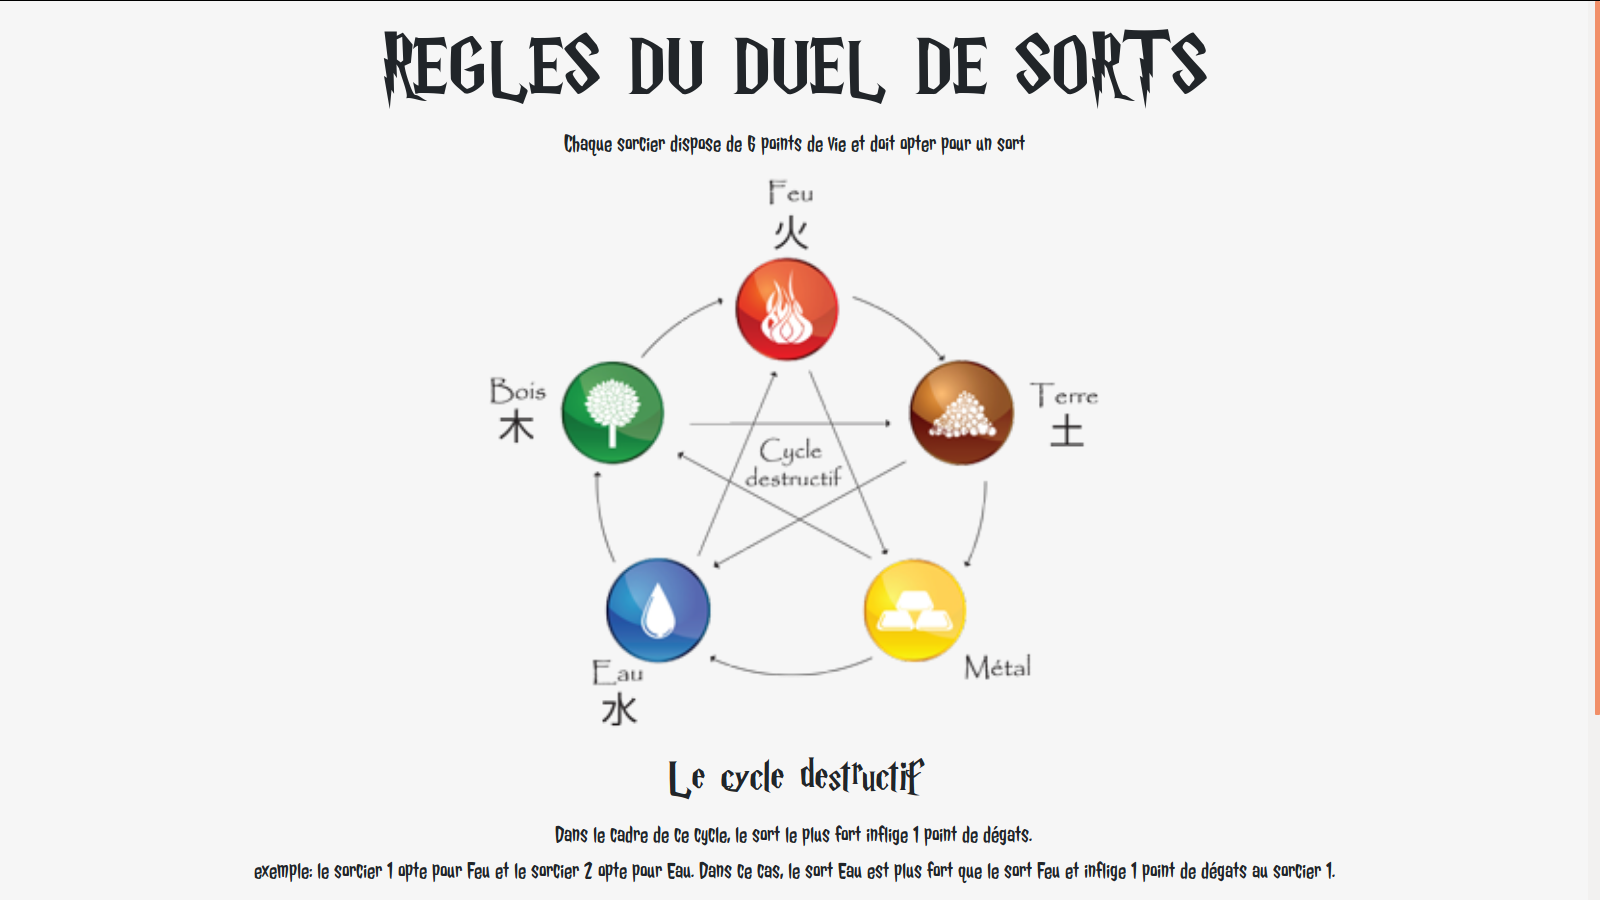 REGLES DU DUEL DE SORTS
Chaque sorcier dispose de 6 points de vie et doit opter pour un sort
Feu
火
Bois
木
Terre
土
Cycle
destructif
Eau
水
Métal
Le cycle destructif
Dans le cadre de ce cycle, le sort le plus fort inflige 1 point de dégats.
exemple: le sorcier 1 opte pour Feu et le sorcier 2 opte pour Eau. Dans ce cas, le sort Eau est plus fort que le sort Feu et inflige 1 point de dégats au sorcier 1.